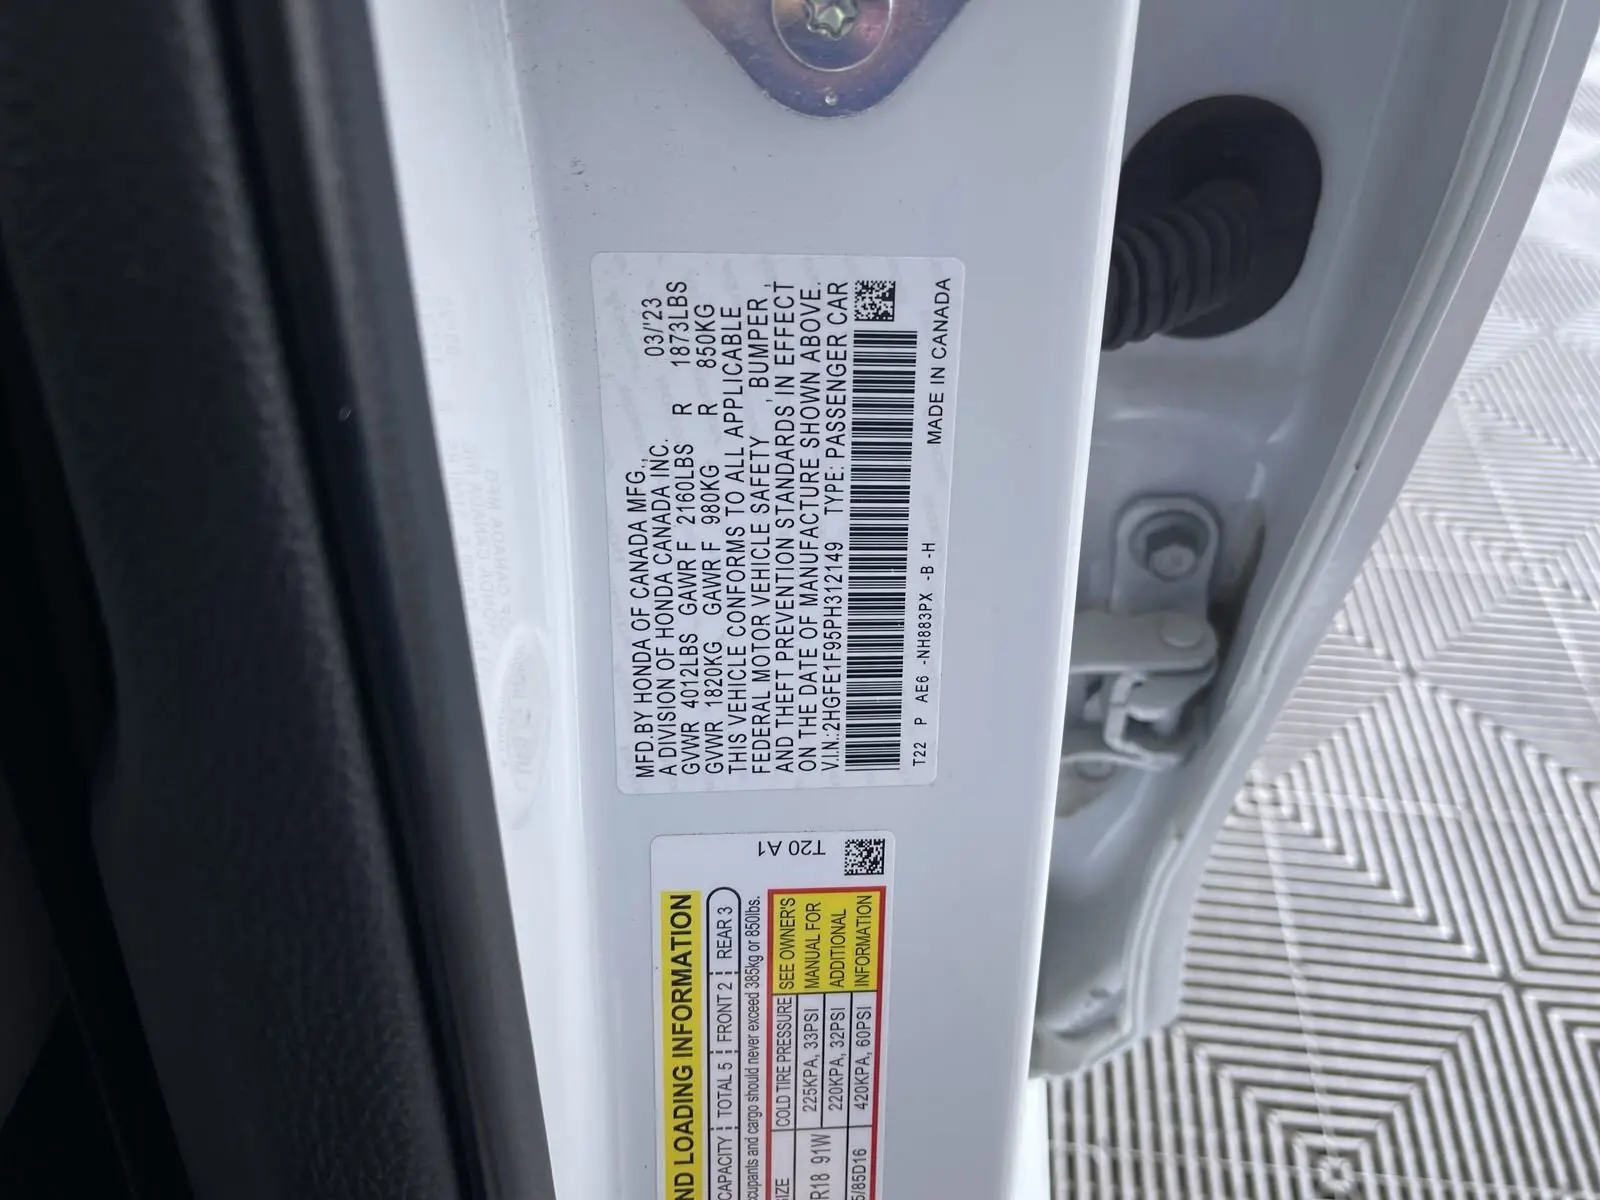 MFD.BY HONDA OF CANADA MFG., 03/'23
A DIVISION OF HONDA CANADA INC.
GVWR 4012LBS GAWR F 2160LBS R 1873LBS
GVWR 1820KG GAWR F 980KG R 850KG
THIS VEHICLE CONFORMS TO ALL APPLICABLE
FEDERAL MOTOR VEHICLE SAFETY , BUMPER ,
AND THEFT PREVENTION STANDARDS IN EFFECT
ON THE DATE OF MANUFACTURE SHOWN ABOVE.
V.I.N.:2HGFE1F95PH312149 TYPE: PASSENGER CAR
T22 P AE6 -NH883PX -B -H MADE IN CANADA
T20 A1
ND LOADING INFORMATION
CAPACITY TOTAL 5 FRONT 2 REAR 3
ccupants and cargo should never exceed 385kg or 850lbs.
IZE COLD TIRE PRESSURE SEE OWNER'S
R18 91W 225KPA, 33PSI MANUAL FOR
220KPA, 32PSI ADDITIONAL
5/85D16 420KPA, 60PSI INFORMATION